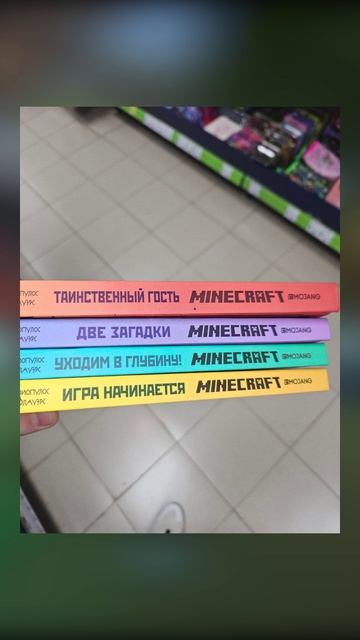 ТАИНСТВЕННЫЙ ГОСТЬ MINECRAFT MOJANG
ДВЕ ЗАГАДКИ MINECRAFT MOJANG
УХОДИМ В ГЛУБИНУ! MINECRAFT MOJANG
ИГРА НАЧИНАЕТСЯ MINECRAFT MOJANG